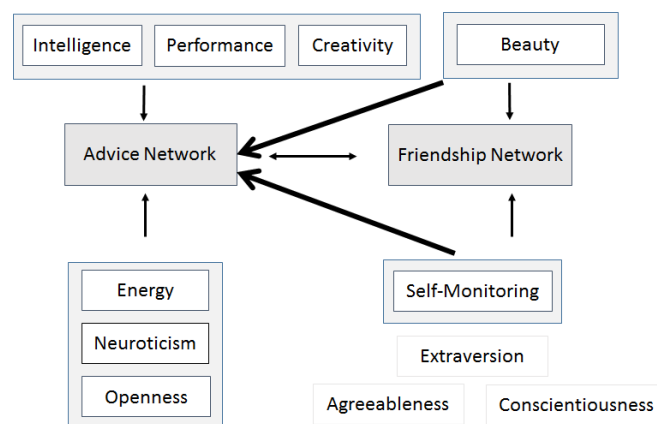 Intelligence
Performance
Creativity
Beauty
Advice Network
Friendship Network
Energy
Neuroticism
Openness
Self-Monitoring
Extraversion
Agreeableness
Conscientiousness